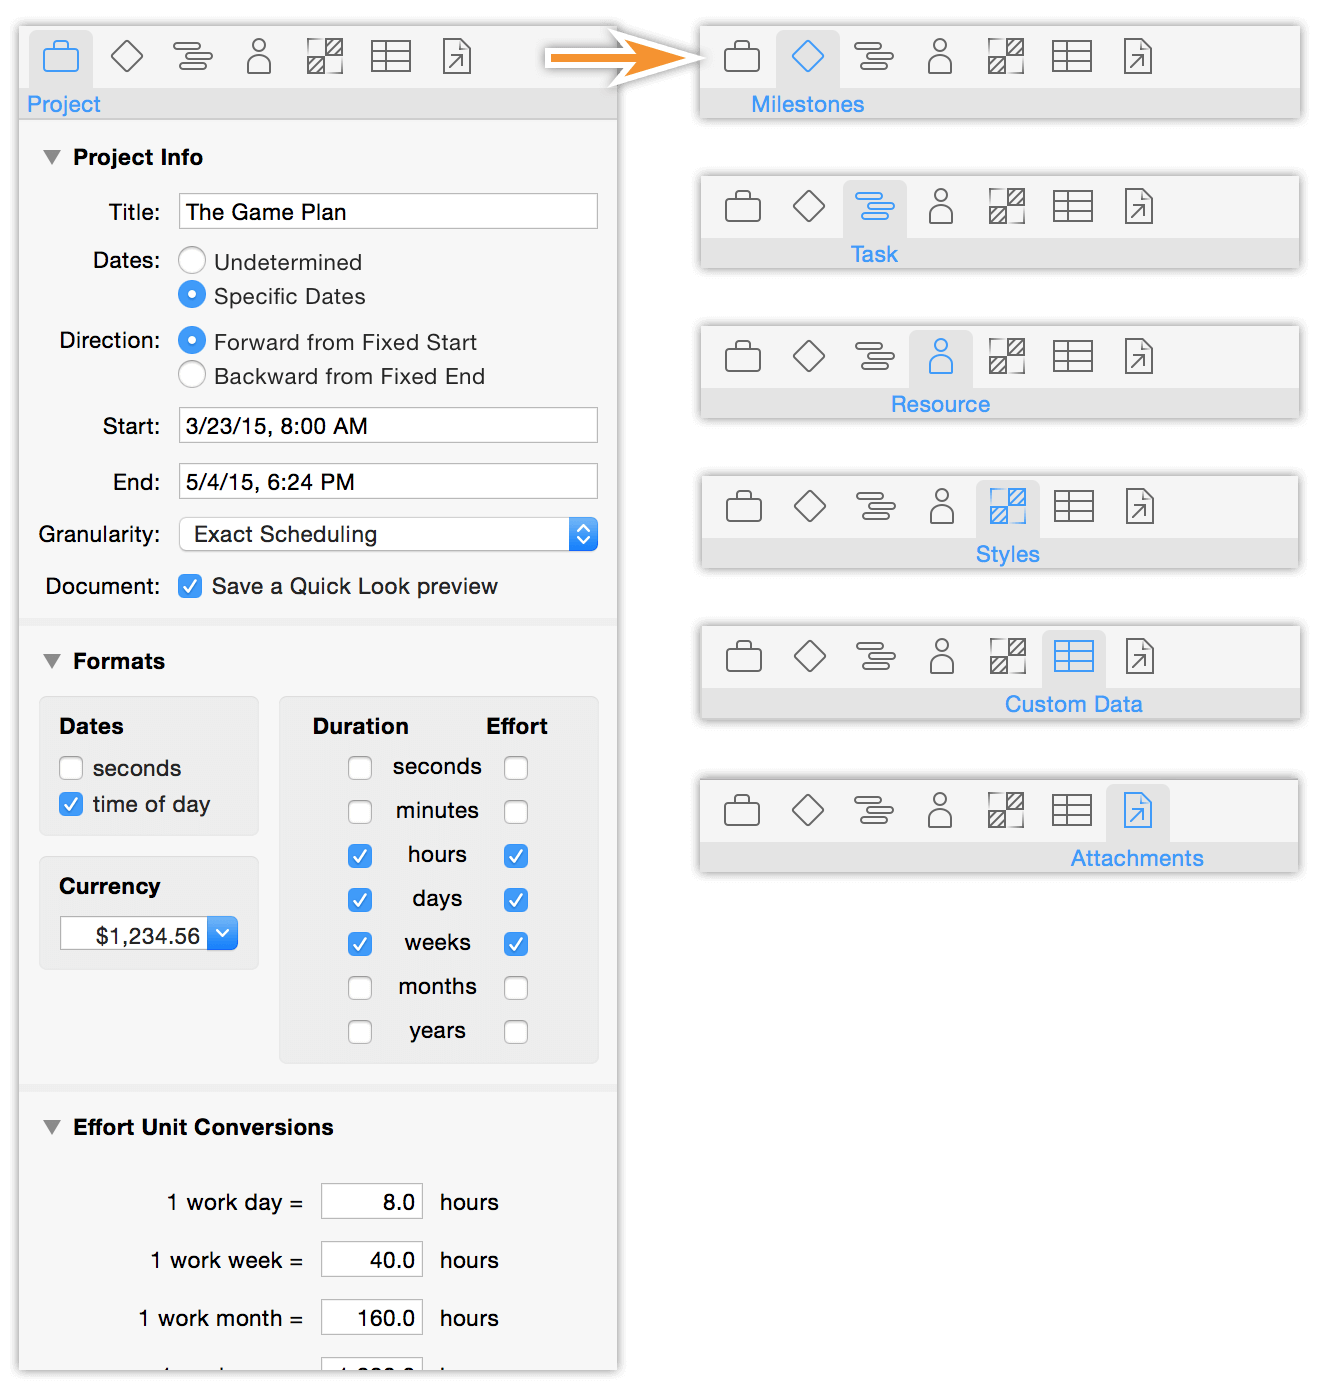 Project
Project Info
Title: The Game Plan
Dates: Undetermined
Specific Dates
Direction: Forward from Fixed Start
Backward from Fixed End
Start: 3/23/15, 8:00 AM
End: 5/4/15, 6:24 PM
Granularity: Exact Scheduling
Document: Save a Quick Look preview
Formats
Dates
seconds
time of day
Currency
$1,234.56
Duration Effort
seconds
minutes
hours
days
weeks
months
years
Effort Unit Conversions
1 work day = 8.0 hours
1 work week = 40.0 hours
1 work month = 160.0 hours
Milestones
Task
Resource
Styles
Custom Data
Attachments